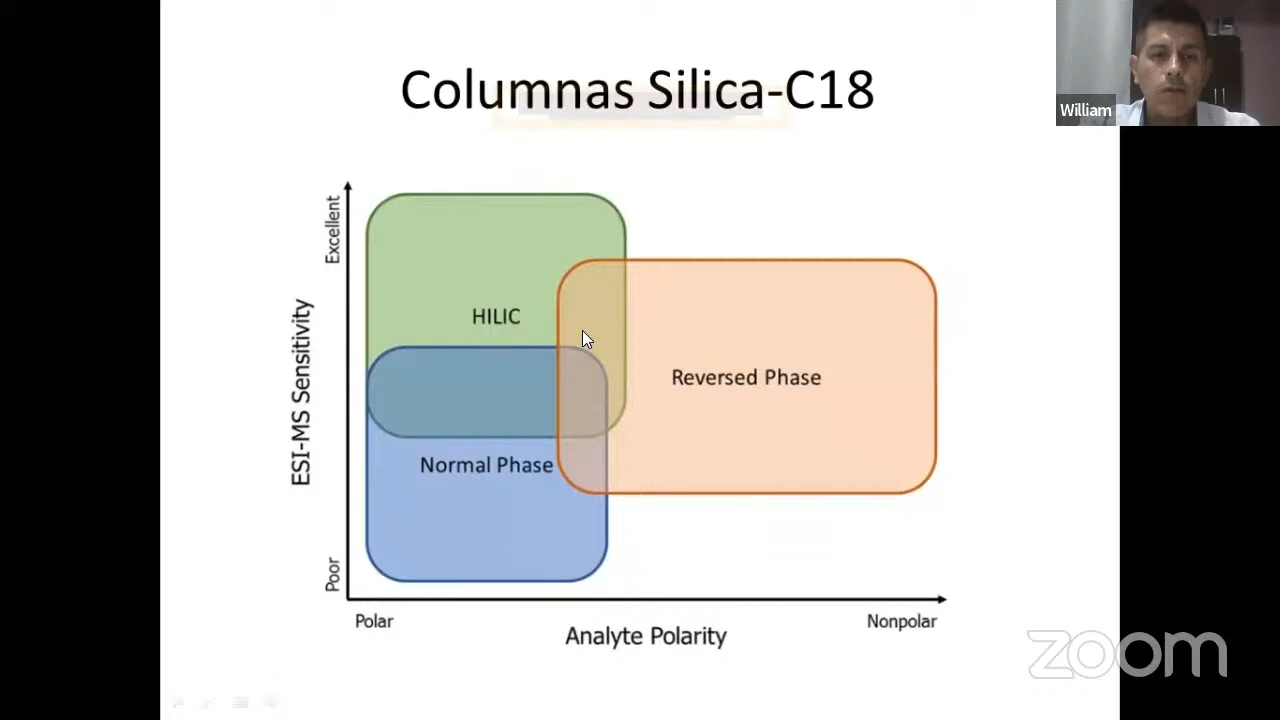 Columnas Silica-C18
William
Excellent
HILIC
Reversed Phase
ESI-MS Sensitivity
Normal Phase
Poor
Polar
Nonpolar
Analyte Polarity
zoom